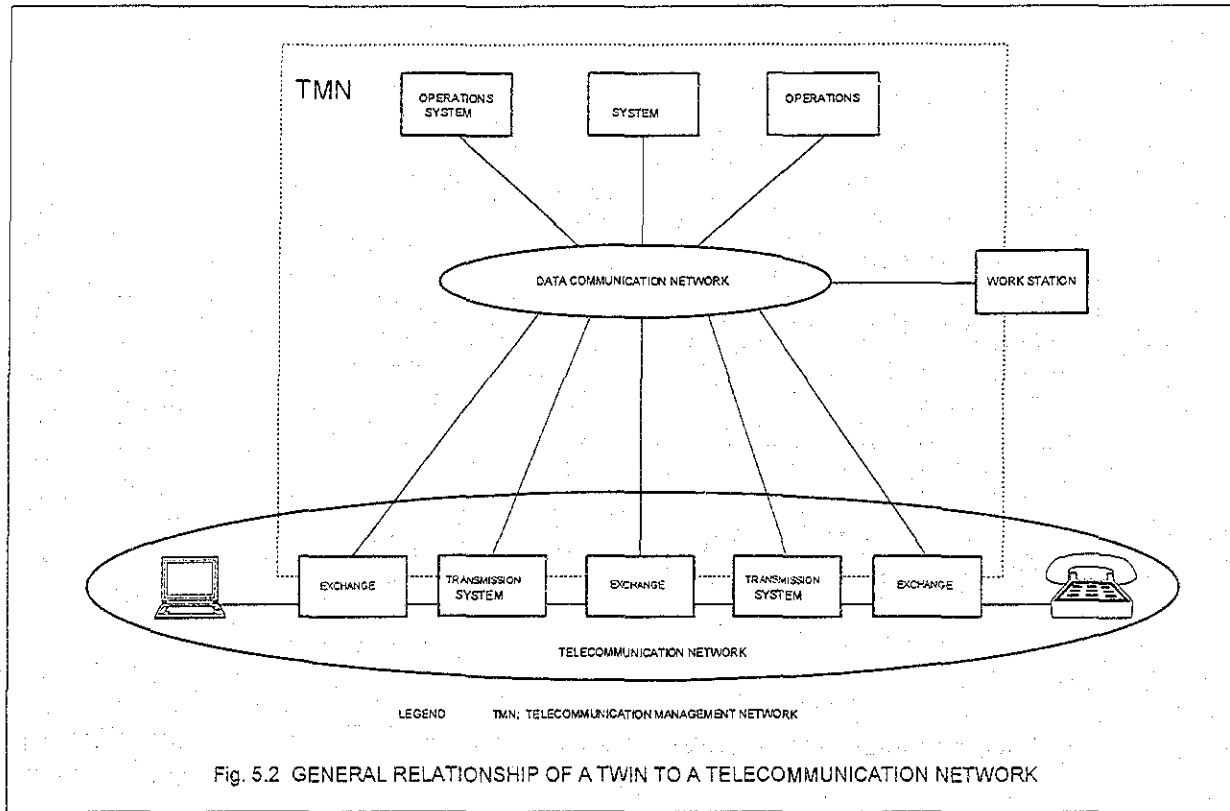 TMN
OPERATIONS
SYSTEM
SYSTEM
OPERATIONS
DATA COMMUNICATION NETWORK
WORK STATION
EXCHANGE
TRANSMISSION
SYSTEM
EXCHANGE
TRANSMISSION
SYSTEM
EXCHANGE
TELECOMMUNICATION NETWORK
LEGEND TMN; TELECOMMUNICATION MANAGEMENT NETWORK
Fig. 5.2 GENERAL RELATIONSHIP OF A TWIN TO A TELECOMMUNICATION NETWORK